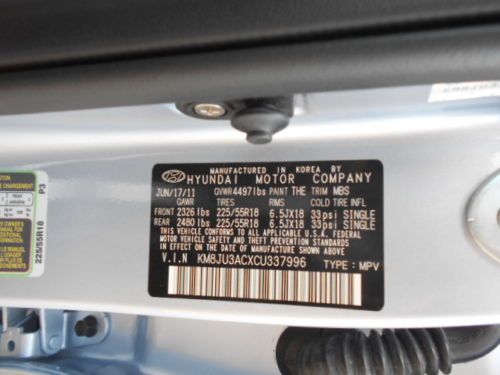 MANUFACTURED IN KOREA BY
HYUNDAI MOTOR COMPANY
JUN/17/11 GVWR 4497lbs PAINT THE TRIM MBS
GAWR TIRES RIMS COLD TIRE INFL
FRONT 2326 lbs 225/55R18 6.5JX18 33psi SINGLE
REAR 2480 lbs 225/55R18 6.5JX18 33psi SINGLE
THIS VEHICLE CONFORMS TO ALL APPLICABLE U.S.A. FEDERAL
MOTOR VEHICLE SAFETY, BUMPER, AND THEFT PREVENTION STANDARDS
IN EFFECT ON THE DATE OF MANUFACTURE SHOWN ABOVE
V.I.N KM8JU3ACXCU337996 TYPE : MPV
P3
225/55R18